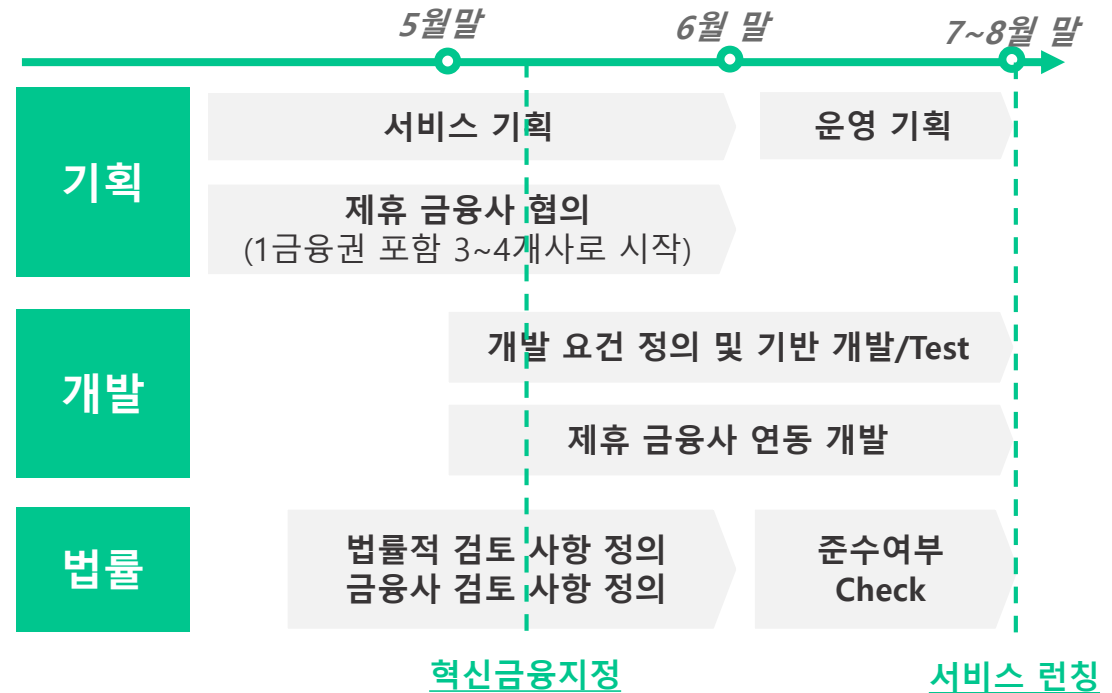 5월말
6월 말
7~8월 말
기획
서비스 기획
운영 기획
제휴 금융사 협의
(1금융권 포함 3~4개사로 시작)
개발
개발 요건 정의 및 기반 개발/Test
제휴 금융사 연동 개발
법률
법률적 검토 사항 정의
금융사 검토 사항 정의
준수여부
Check
혁신금융지정
서비스 런칭